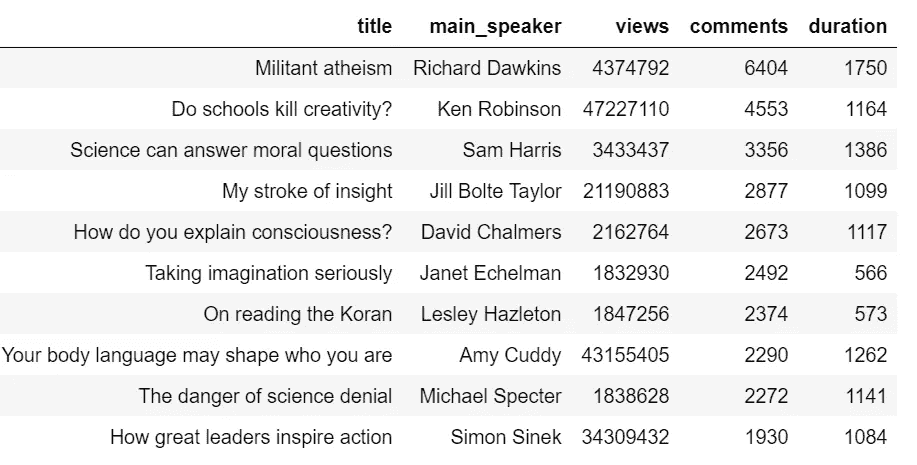 title main_speaker views comments duration
Militant atheism Richard Dawkins 4374792 6404 1750
Do schools kill creativity? Ken Robinson 47227110 4553 1164
Science can answer moral questions Sam Harris 3433437 3356 1386
My stroke of insight Jill Bolte Taylor 21190883 2877 1099
How do you explain consciousness? David Chalmers 2162764 2673 1117
Taking imagination seriously Janet Echelman 1832930 2492 566
On reading the Koran Lesley Hazleton 1847256 2374 573
Your body language may shape who you are Amy Cuddy 43155405 2290 1262
The danger of science denial Michael Specter 1838628 2272 1141
How great leaders inspire action Simon Sinek 34309432 1930 1084